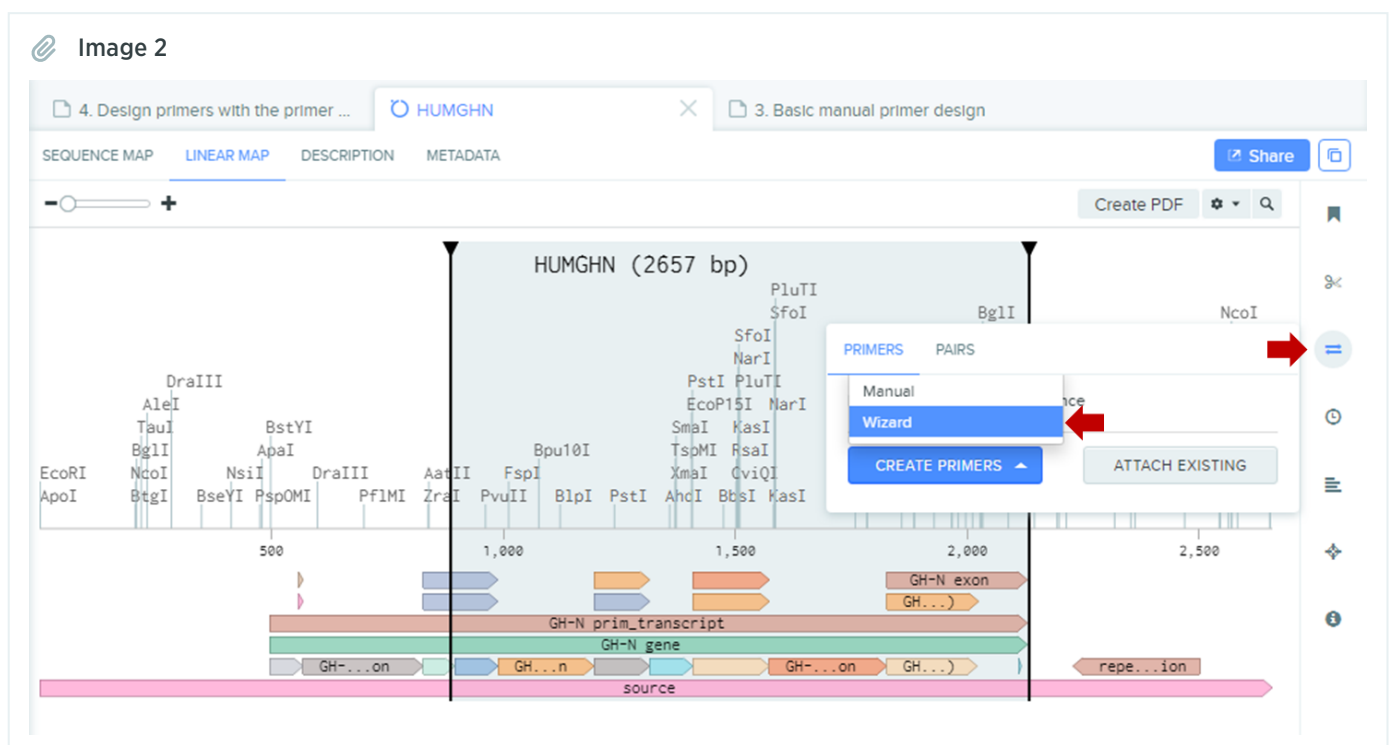 Image 2
4. Design primers with the primer ...
HUMGHN
3. Basic manual primer design
SEQUENCE MAP LINEAR MAP DESCRIPTION METADATA
Share
Create PDF
HUMGHN (2657 bp)
PluTI
SfoI BglI NcoI
SfoI
NarI
PRIMERS PAIRS
DraIII PstI PluTI
Manual
AleI EcoP15I NarI
nce
TauI BstYI SmaI KasI
Wizard
BglI ApaI Bpu10I TspMI RsaI
CREATE PRIMERS ATTACH EXISTING
EcoRI NcoI NsiI DraIII AatII FspI XmaI CviQI
ApoI BtgI BseYI PspOMI PflMI ZraI PvuII BlpI PstI AhdI BbsI KasI
500 1,000 1,500 2,000 2,500
GH-N exon
GH...)
GH-N prim_transcript
GH-N gene
GH-...on GH...n GH-...on GH...) repe...ion
source